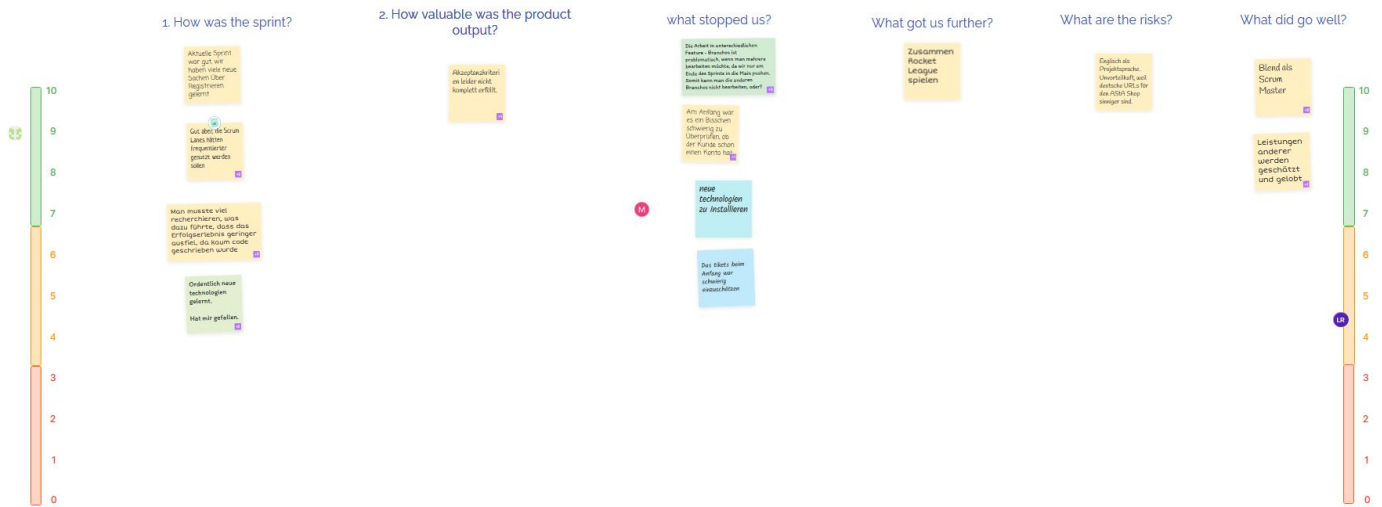 1. How was the sprint?
Aktuelle Sprint
war gut, wir
haben viele neue
Sachen Über
Registrieren
gelernt
Gut aber, die Scrum
Lanes hätten
frequentierter
genutzt werden
sollen
Man musste viel
recherchieren, was
dazu führte, dass das
Erfolgserlebnis geringer
ausfiel, da kaum code
geschrieben wurde
Ordentlich neue
technologien
gelernt.
Hat mir gefallen.
2. How valuable was the product
output?
Akzeptanzkriteri
en leider nicht
komplett erfüllt.
what stopped us?
Die Arbeit in unterschiedlichen
Feature - Branches ist
problematisch, wenn man mehrere
bearbeiten möchte, da wir nur am
Ende des Sprints in die Main pushen.
Somit kann man die anderen
Branches nicht bearbeiten, oder?
Am Anfang war
es ein Bisschen
schwierig zu
Überprüfen, ob
der Kunde schon
einen Konto hat
neue
technologien
zu installieren
Das tikets beim
Anfang war
schwierig
einzuschätzen
M
What got us further?
Zusammen
Rocket
League
spielen
What are the risks?
Englisch als
Projektsprache.
Unvorteilhaft, weil
deutsche URLs für
den AStA Shop
sinniger sind.
What did go well?
Blend als
Scrum
Master
Leistungen
anderer
werden
geschätzt
und gelobt
LR
10
9
8
7
6
5
4
3
2
1
0
10
9
8
7
6
5
4
3
2
1
0